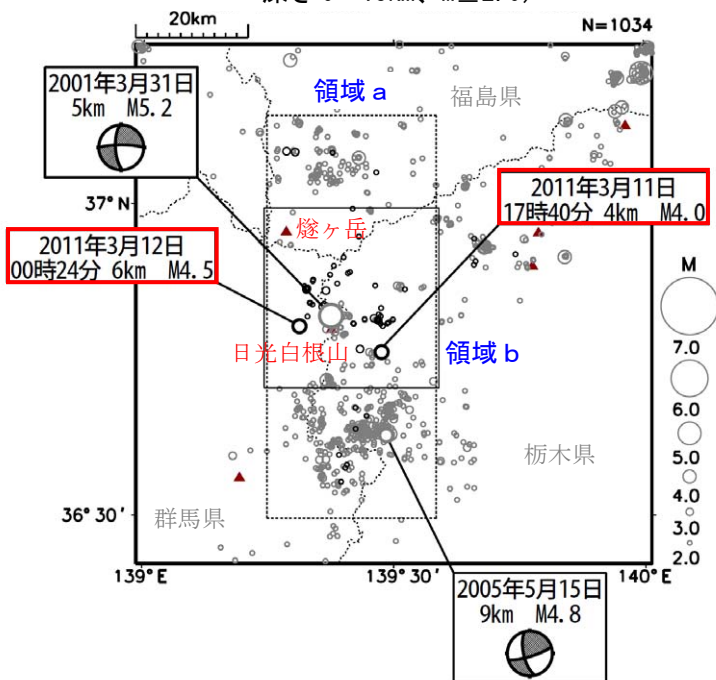 20km
N=1034
2001年3月31日
5km M5.2
領域a
福島県
37°N
2011年3月11日
17時40分 4km M4.0
燧ヶ岳
2011年3月12日
00時24分 6km M4.5
M
日光白根山
領域b
7.0
6.0
栃木県
5.0
36°30′
群馬県
4.0
3.0
2.0
139°E
139°30′
140°E
2005年5月15日
9km M4.8